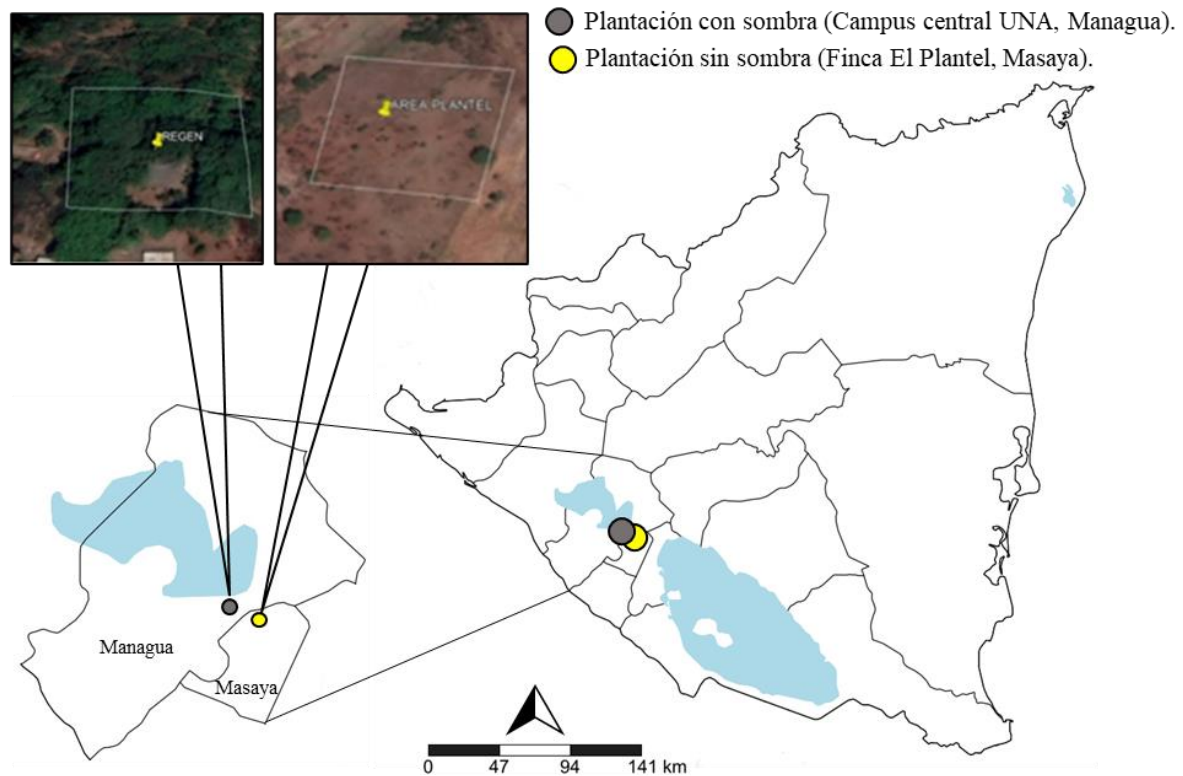 Plantación con sombra (Campus central UNA, Managua).
Plantación sin sombra (Finca El Plantel, Masaya).
REGEN
AREA PLANTEL
Managua
Masaya
0 47 94 141 km